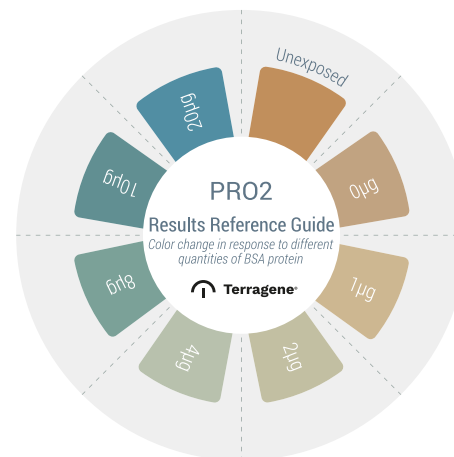 Unexposed
0µg
1µg
2µg
4µg
8µg
10µg
20µg
PRO2
Results Reference Guide
Color change in response to different
quantities of BSA protein
Terragene®